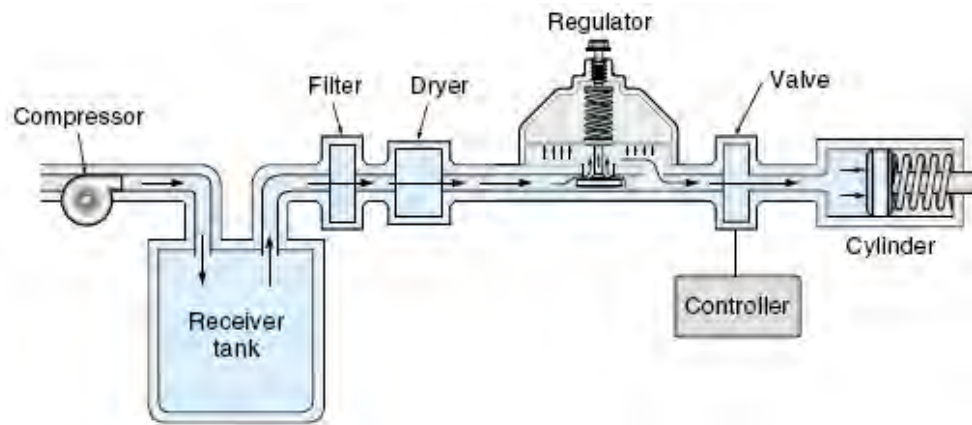 Regulator
Filter
Dryer
Valve
Compressor
Cylinder
Controller
Receiver
tank